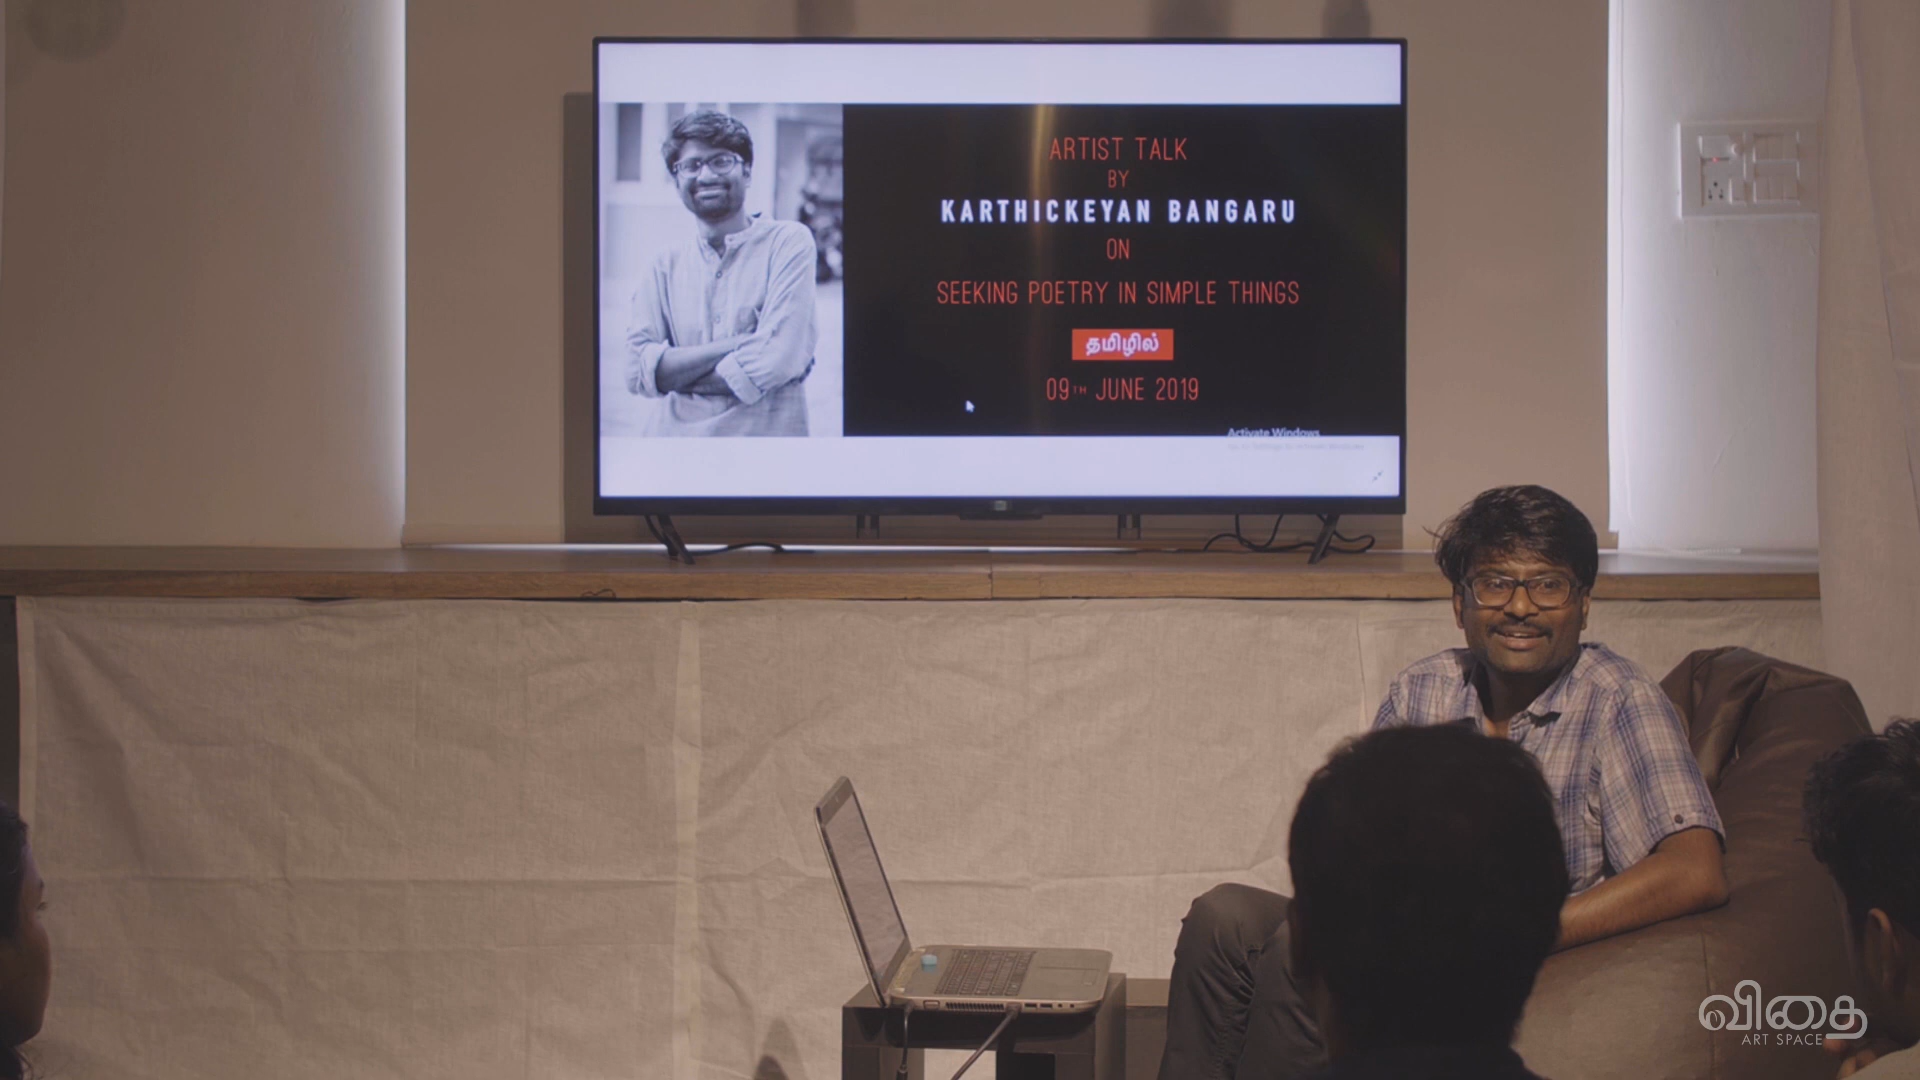 ARTIST TALK
BY
KARTHICKEYAN BANGARU
ON
SEEKING POETRY IN SIMPLE THINGS
தமிழில்
09TH JUNE 2019
Activate Windows
விகை
ART SPACE